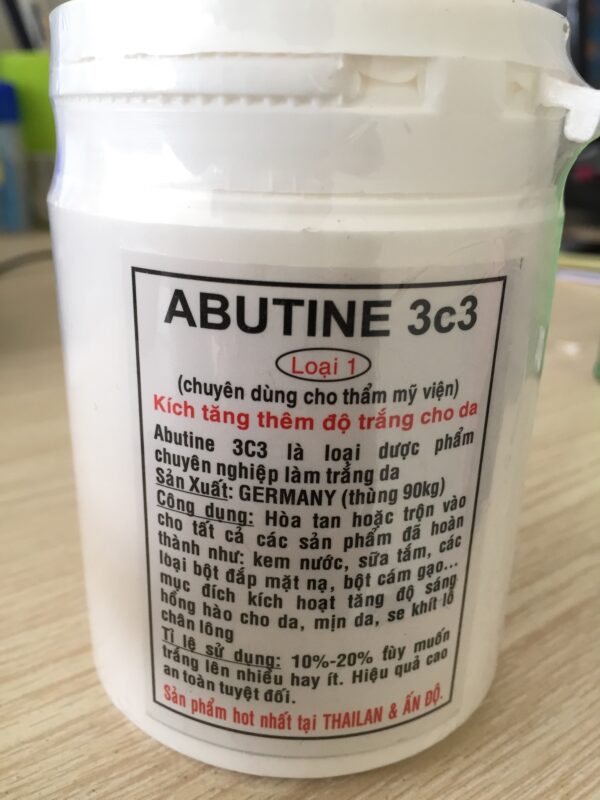 ABUTINE 3c3
Loại 1
(chuyên dùng cho thẩm mỹ viện)
Kích tăng thêm độ trắng cho da
Abutine 3C3 là loại dược phẩm
chuyên nghiệp làm trắng da
Sản Xuất: GERMANY (thùng 90kg)
Công dụng: Hòa tan hoặc trộn vào
cho tất cả các sản phẩm đã hoàn
thành như: kem nước, sữa tắm, các
loại bột đắp mặt nạ, bột cám gạo...
mục đích kích hoạt tăng độ sáng
hồng hào cho da, mịn da, se khít lỗ
chân lông
Tỉ lệ sử dụng: 10%-20% tùy muốn
trắng lên nhiều hay ít. Hiệu quả cao
an toàn tuyệt đối.
Sản phẩm hot nhất tại THAILAN & ẤN ĐỘ.